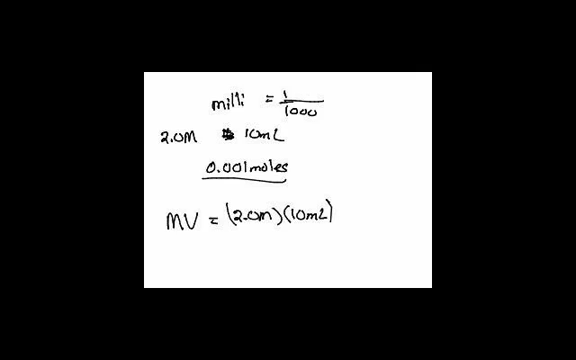 milli = 1/1000
2.0M 10mL
0.001moles
MV = (2.0M)(10mL)